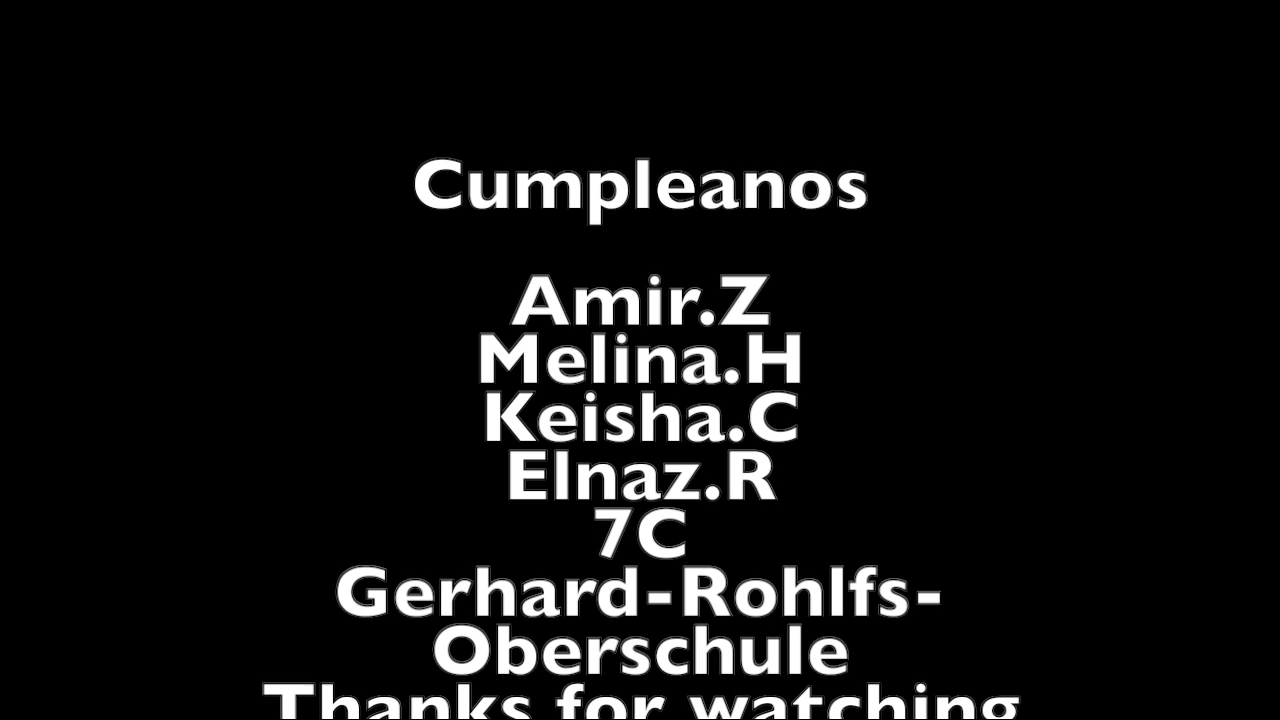 Cumpleanos
Amir.Z
Melina.H
Keisha.C
Elnaz.R
7C
Gerhard-Rohlfs-
Oberschule
Thanks for watching